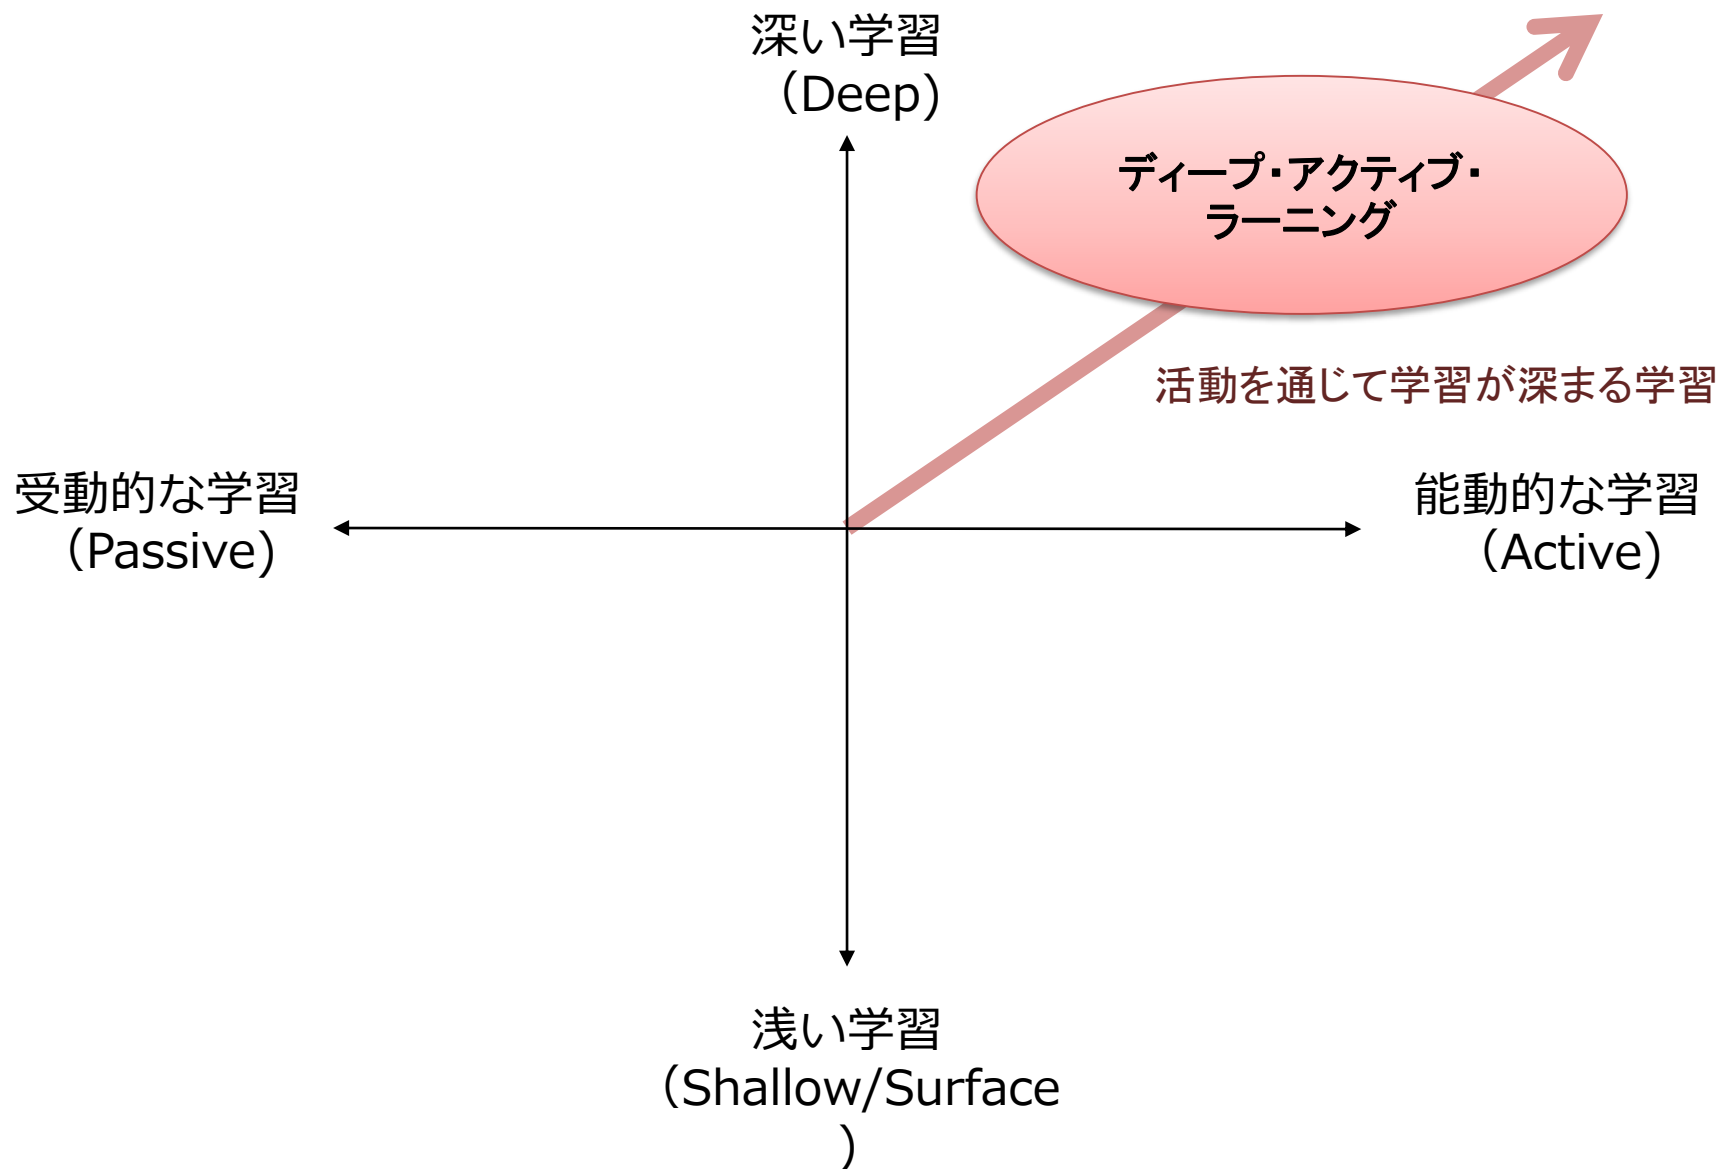 深い学習
（Deep)
ディープ・アクティブ・
ラーニング
活動を通じて学習が深まる学習
受動的な学習
（Passive)
能動的な学習
（Active)
浅い学習
（Shallow/Surface
)